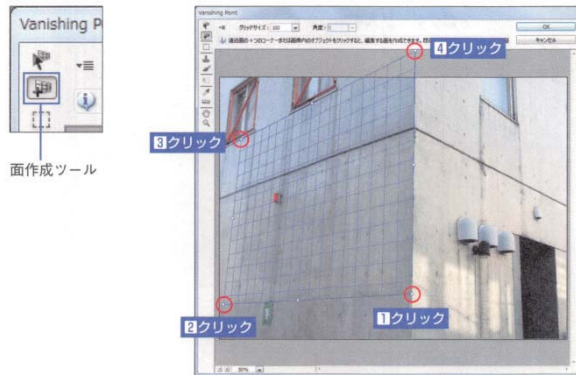 Vanishing P
面作成ツール
Vanishing Point
グリッドサイズ: 100
角度:
OK
キャンセル
4クリック
3クリック
2クリック
1クリック
50%